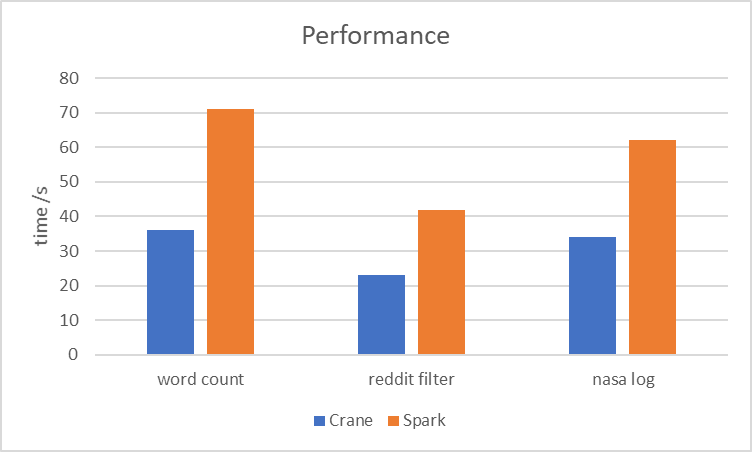 Performance
80
70
60
50
40
30
20
10
0
time /s
word count
reddit filter
nasa log
Crane
Spark